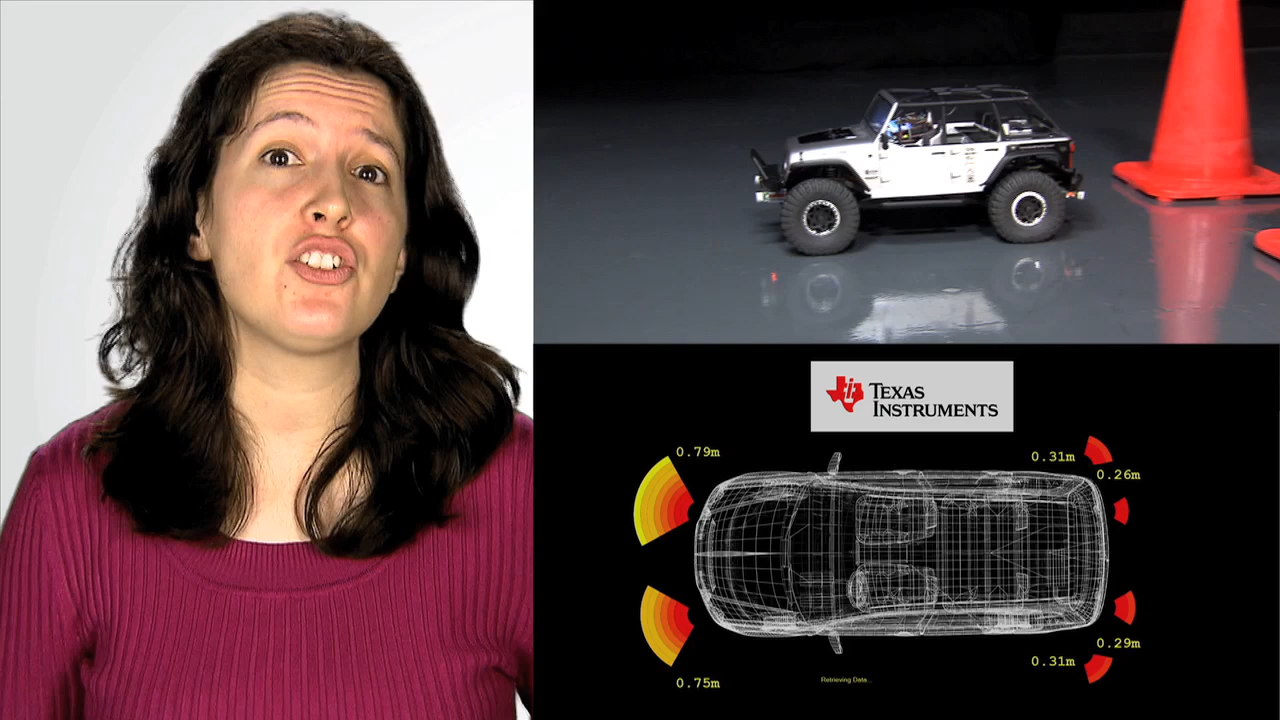 TEXAS
INSTRUMENTS
0.79m
0.31m
0.26m
0.29m
0.31m
0.75m
Retrieving Data...